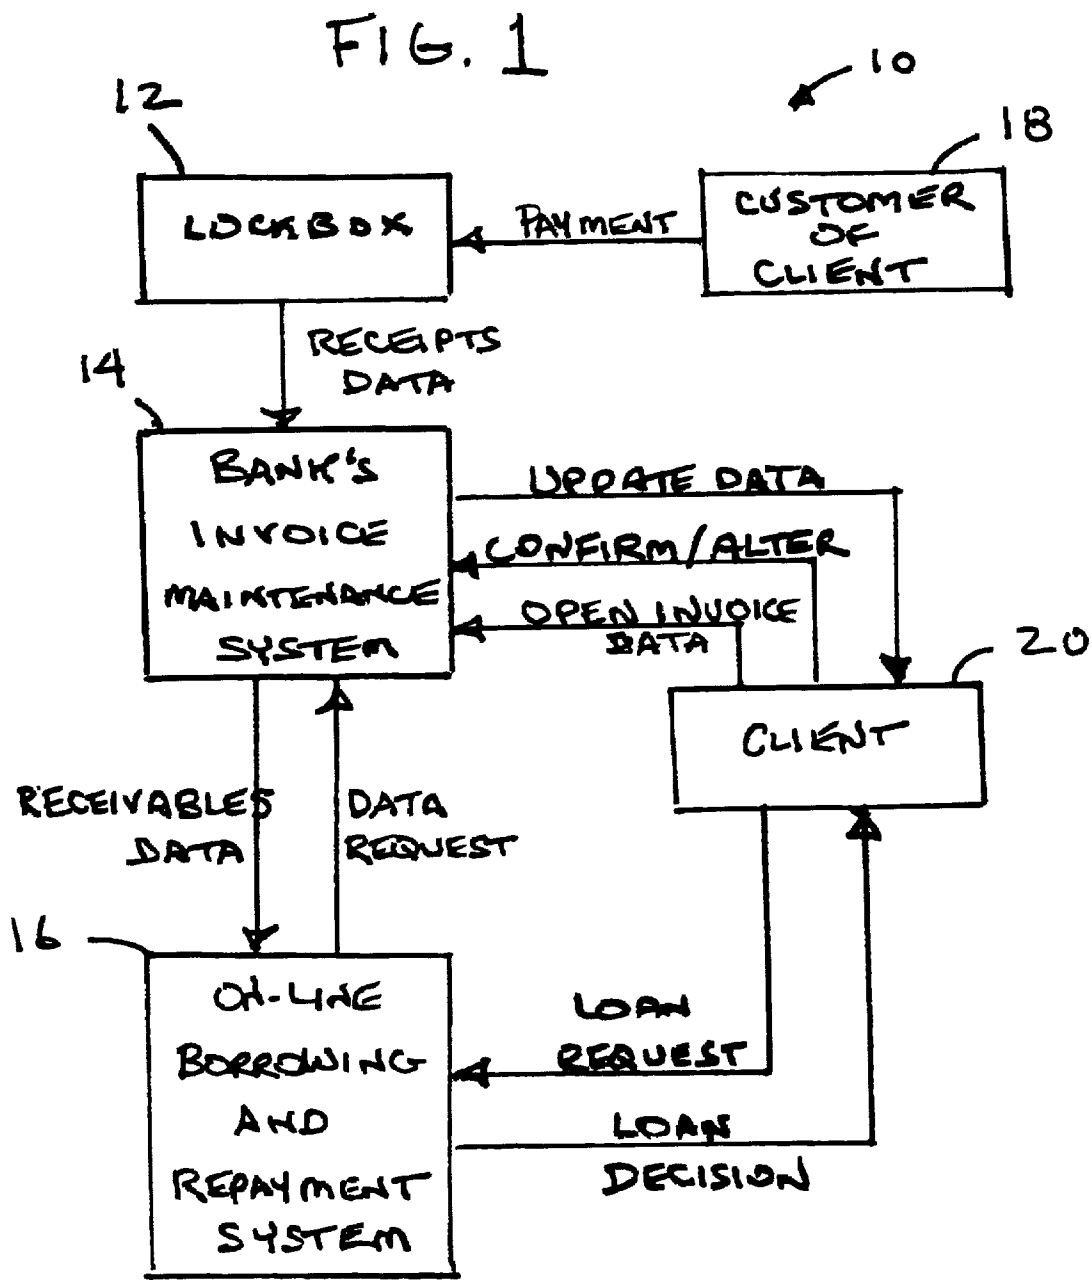 FIG. 1
10
12
18
LOCKBOX
PAYMENT
CUSTOMER
OF
CLIENT
RECEIPTS
DATA
14
BANK'S
INVOICE
MAINTENANCE
SYSTEM
UPDATE DATA
CONFIRM/ALTER
OPEN INVOICE
DATA
20
CLIENT
RECEIVABLES
DATA
DATA
REQUEST
16
ON-LINE
BORROWING
AND
REPAYMENT
SYSTEM
LOAN
REQUEST
LOAN
DECISION